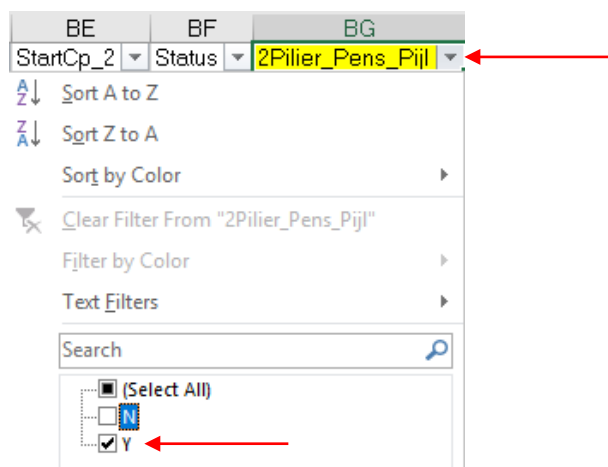 BE BF BG
StartCp_2 Status 2Pilier_Pens_Pijl
Sort A to Z
Sort Z to A
Sort by Color
Clear Filter From "2Pilier_Pens_Pijl"
Filter by Color
Text Filters
Search
(Select All)
N
Y